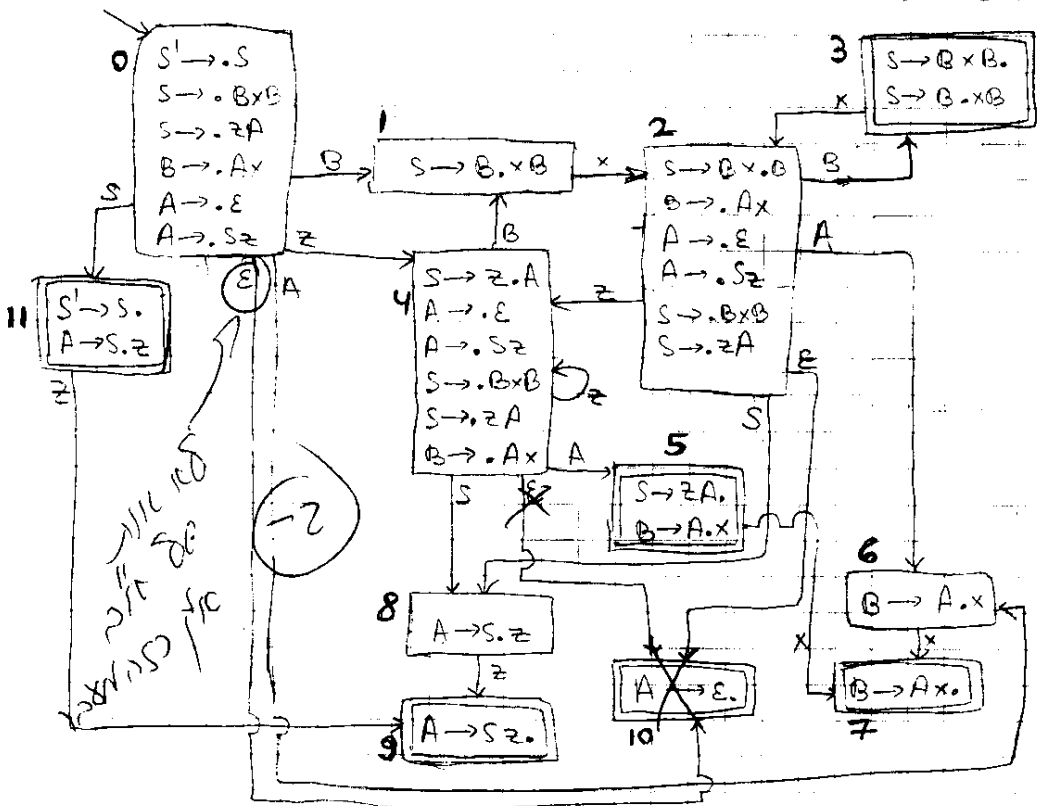 0
S' → .S
S → .BxB
S → .zA
B → .Ax
A → .ε
A → .Sz
S
B
z
ε
A
1
S → B.xB
x
B
2
S → Bx.B
B → .Ax
A → .ε
A → .Sz
S → .BxB
S → .zA
B
A
z
ε
S
3
S → BxB.
S → B.xB
x
4
S → z.A
A → .ε
A → .Sz
S → .BxB
S → .zA
B → .Ax
z
A
S
ε
11
S' → S.
A → S.z
z
-2
5
S → zA.
B → A.x
x
6
B → A.x
x
7
B → Ax.
8
A → S.z
z
9
A → Sz.
10
A → ε.